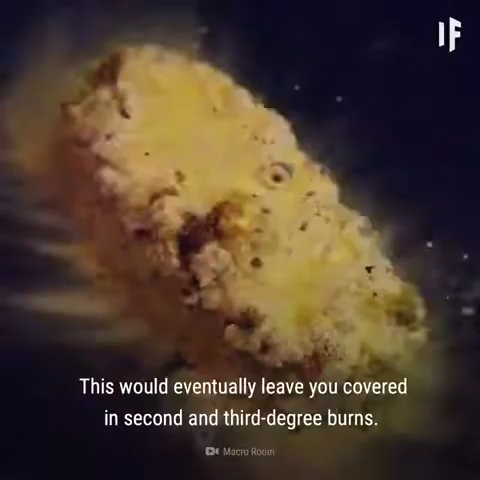 IF
This would eventually leave you covered
in second and third-degree burns.
Macro Room